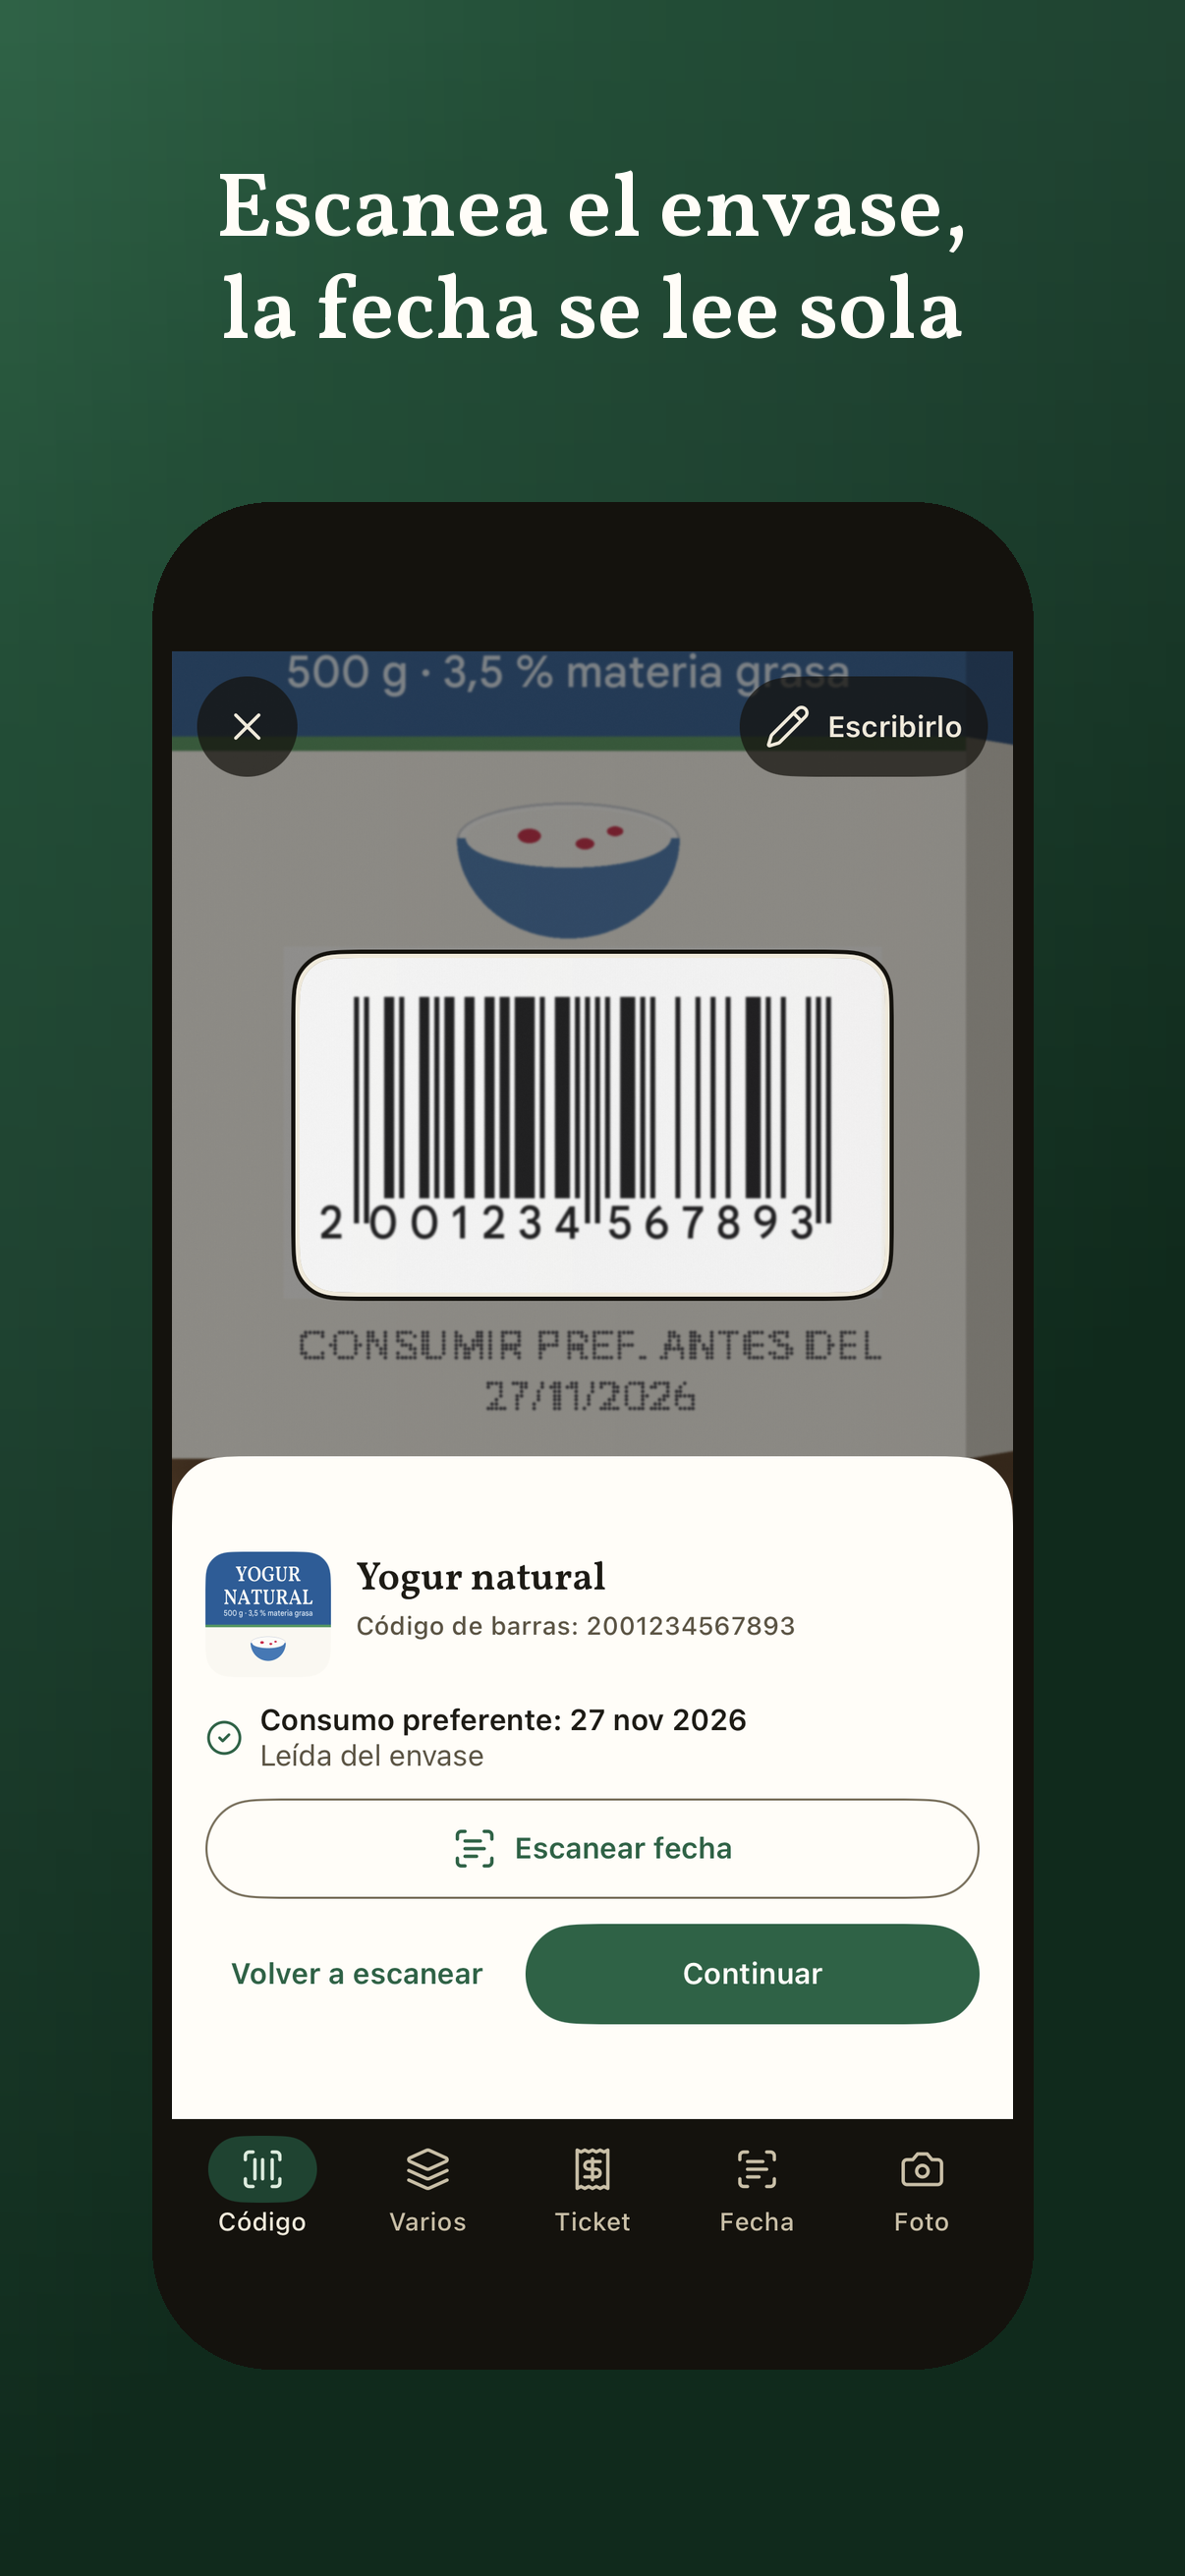 Escanea el envase,
la fecha se lee sola
500 g · 3,5 % materia grasa
Escribirlo
2 001234 567893
CONSUMIR PREF. ANTES DEL
27/11/2026
YOGUR
NATURAL
500 g · 3,5 % materia grasa
Yogur natural
Código de barras: 2001234567893
Consumo preferente: 27 nov 2026
Leída del envase
Escanear fecha
Volver a escanear
Continuar
Código
Varios
Ticket
Fecha
Foto